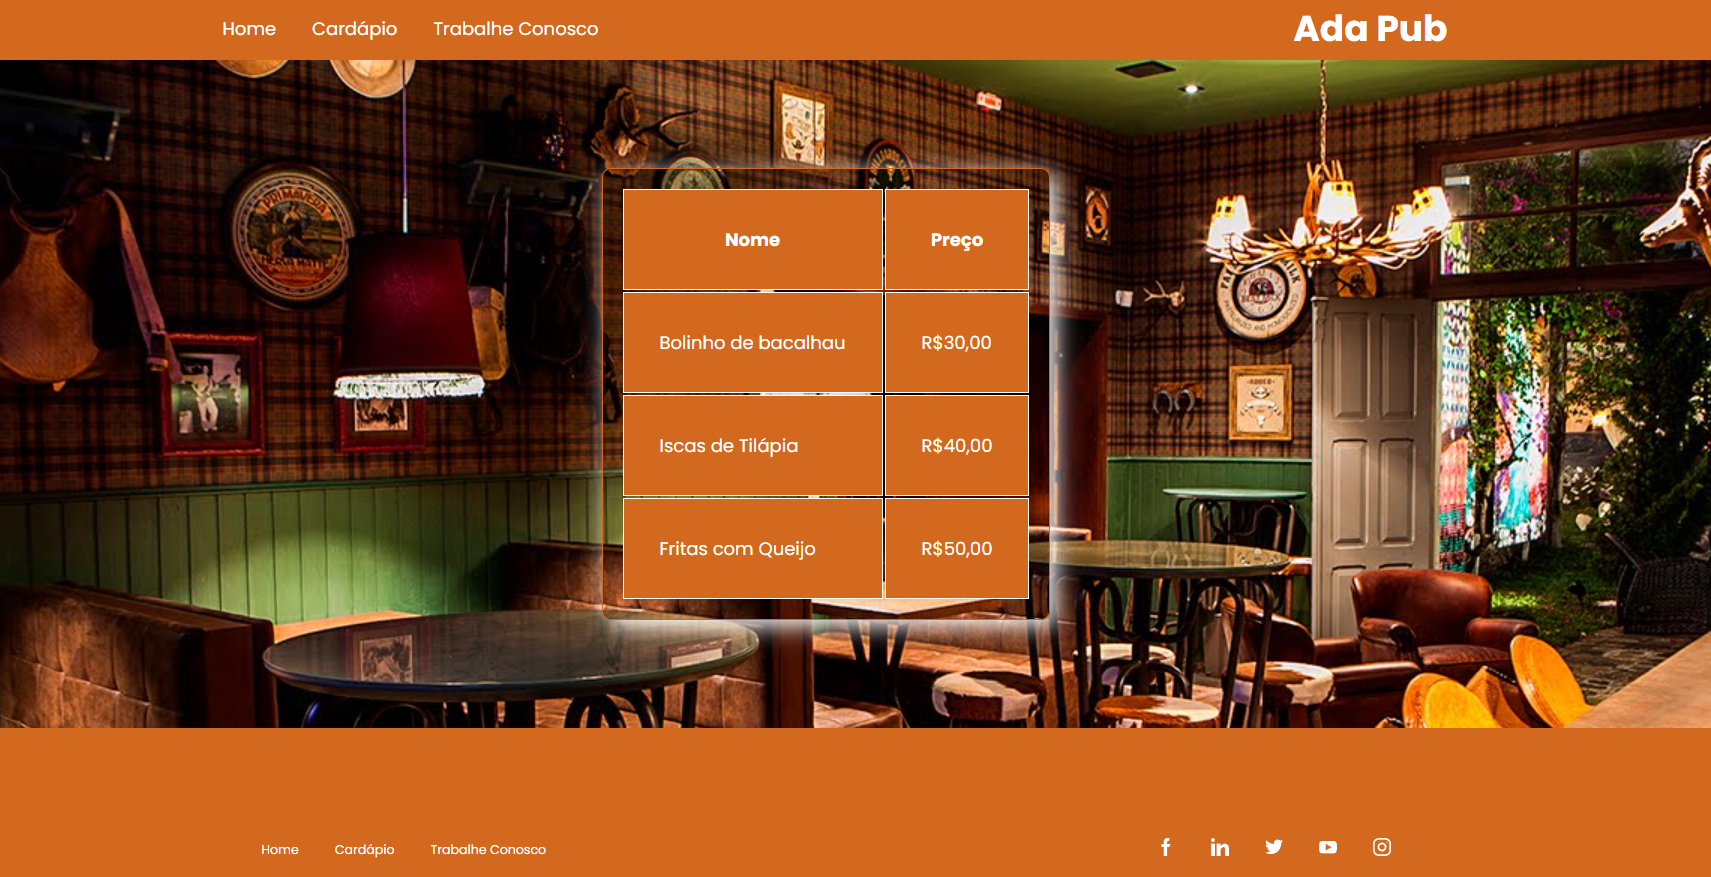 Home Cardápio Trabalhe Conosco Ada Pub
PRIMAVERA
Nome Preço
Bolinho de bacalhau R$30,00
Iscas de Tilápia R$40,00
Fritas com Queijo R$50,00
Home Cardápio Trabalhe Conosco